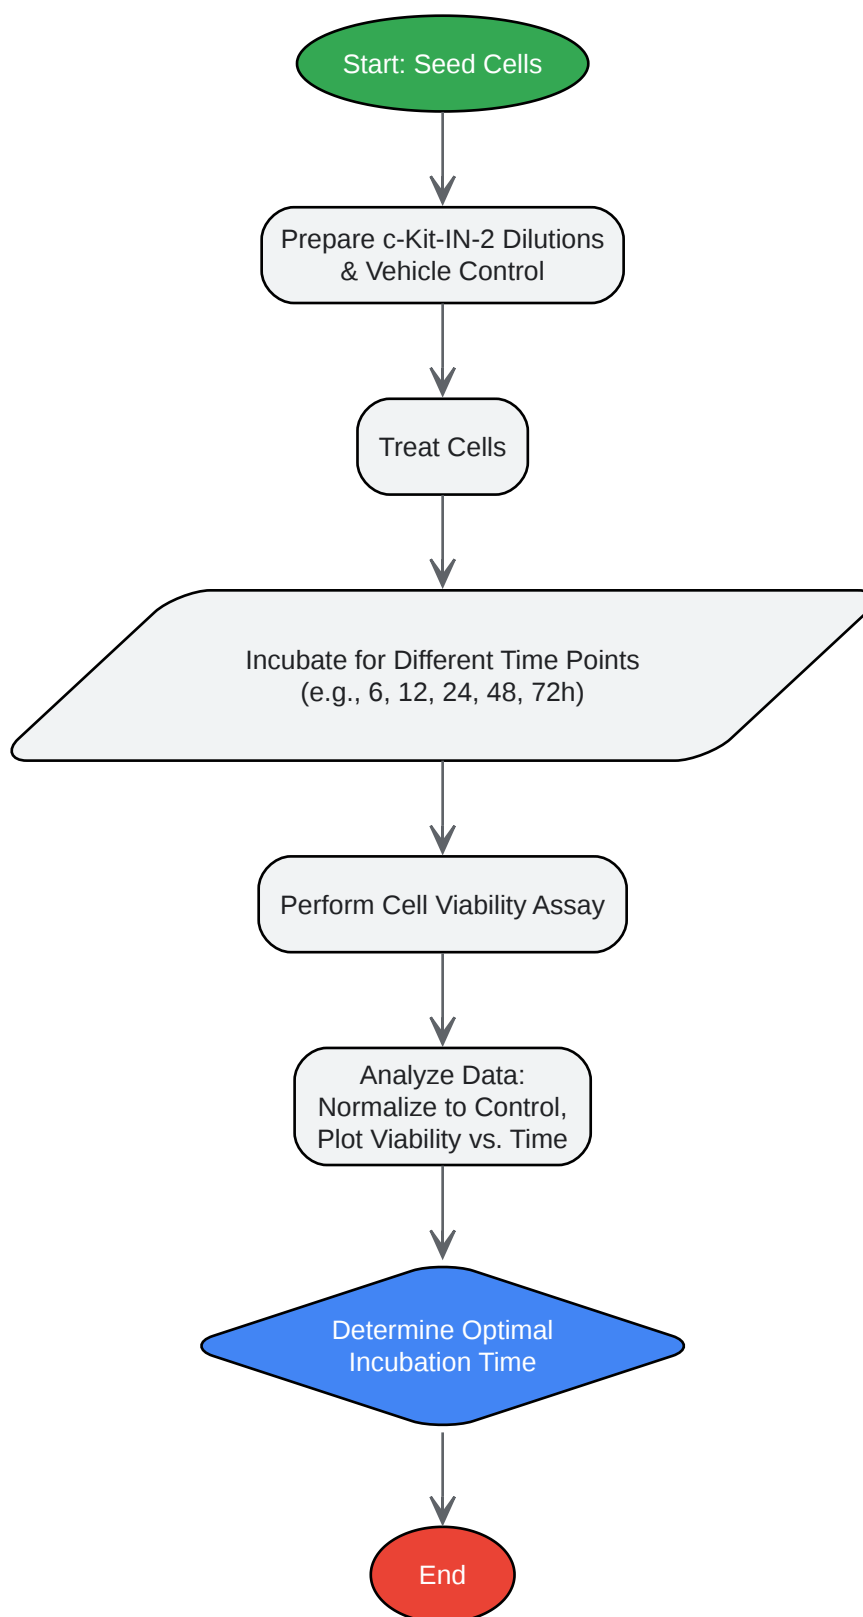 Start: Seed Cells
Prepare c-Kit-IN-2 Dilutions
& Vehicle Control
Treat Cells
Incubate for Different Time Points
(e.g., 6, 12, 24, 48, 72h)
Perform Cell Viability Assay
Analyze Data:
Normalize to Control,
Plot Viability vs. Time
Determine Optimal
Incubation Time
End